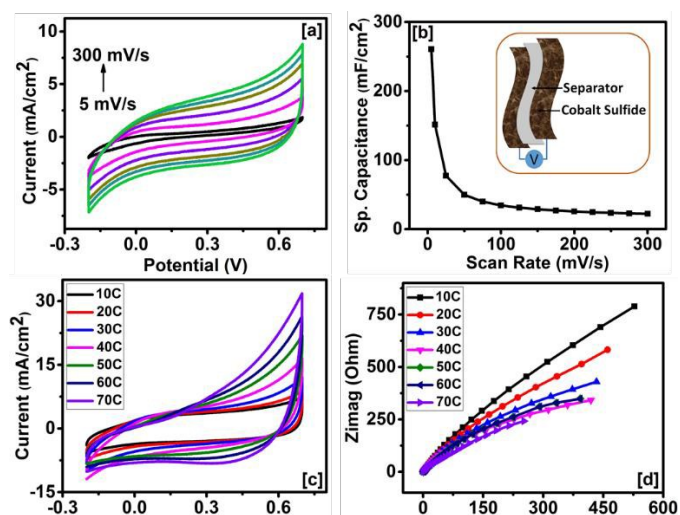 [a]
300 mV/s
5 mV/s
Current (mA/cm²)
10
5
0
-5
-0.3
0.0
0.3
0.6
Potential (V)
[b]
Separator
Cobalt Sulfide
V
Sp. Capacitance (mF/cm²)
300
200
100
0
0
100
200
300
Scan Rate (mV/s)
10C
20C
30C
40C
50C
60C
70C
Current (mA/cm²)
30
15
0
-15
-0.3
0.0
0.3
0.6
[c]
10C
20C
30C
40C
50C
60C
70C
Zimag (Ohm)
750
500
250
0
0
150
300
450
600
[d]